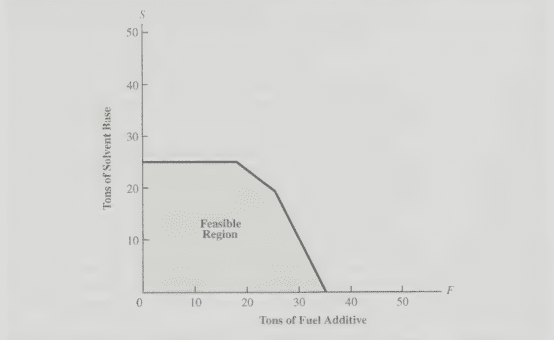 S
50
40
30
20
10
Tons of Solvent Base
Feasible
Region
0 10 20 30 40 50
F
Tons of Fuel Additive